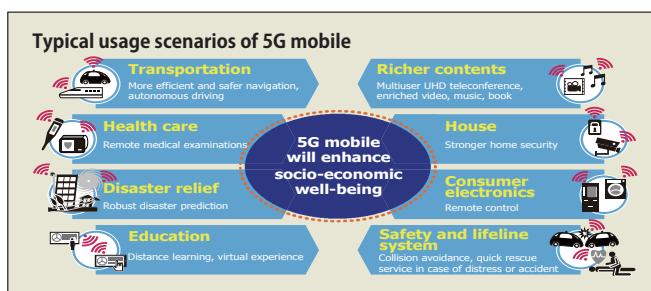 Typical usage scenarios of 5G mobile
Transportation
More efficient and safer navigation,
autonomous driving
Richer contents
Multiuser UHD teleconference,
enriched video, music, book
Health care
Remote medical examinations
House
Stronger home security
5G mobile
will enhance
socio-economic
well-being
Disaster relief
Robust disaster prediction
Consumer
electronics
Remote control
Education
Distance learning, virtual experience
Safety and lifeline
system
Collision avoidance, quick rescue
service in case of distress or accident